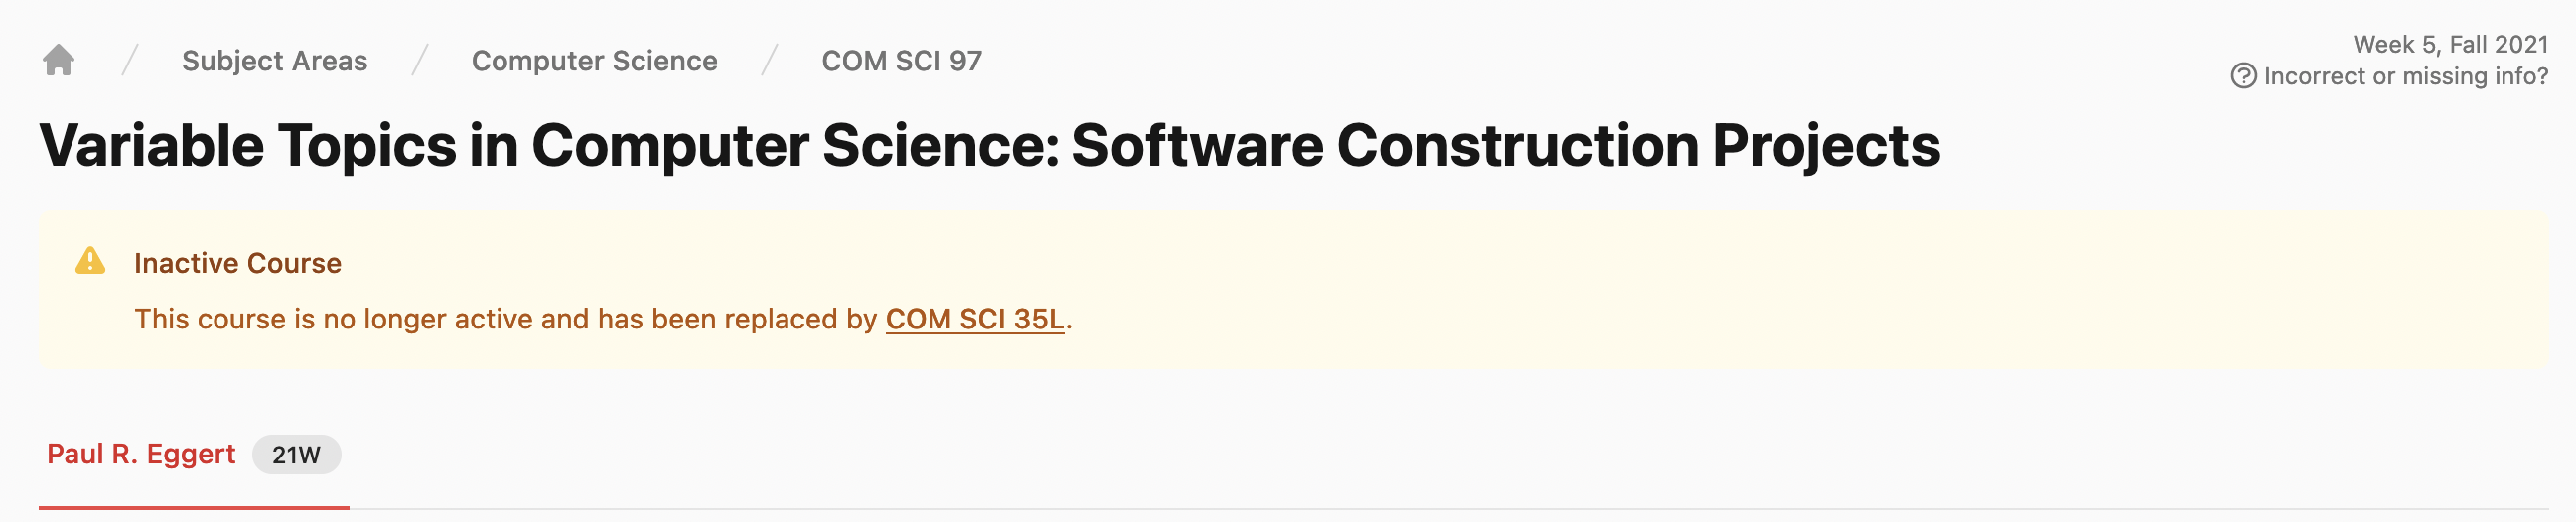 Subject Areas / Computer Science / COM SCI 97
Week 5, Fall 2021
Incorrect or missing info?
Variable Topics in Computer Science: Software Construction Projects
Inactive Course
This course is no longer active and has been replaced by COM SCI 35L.
Paul R. Eggert 21W